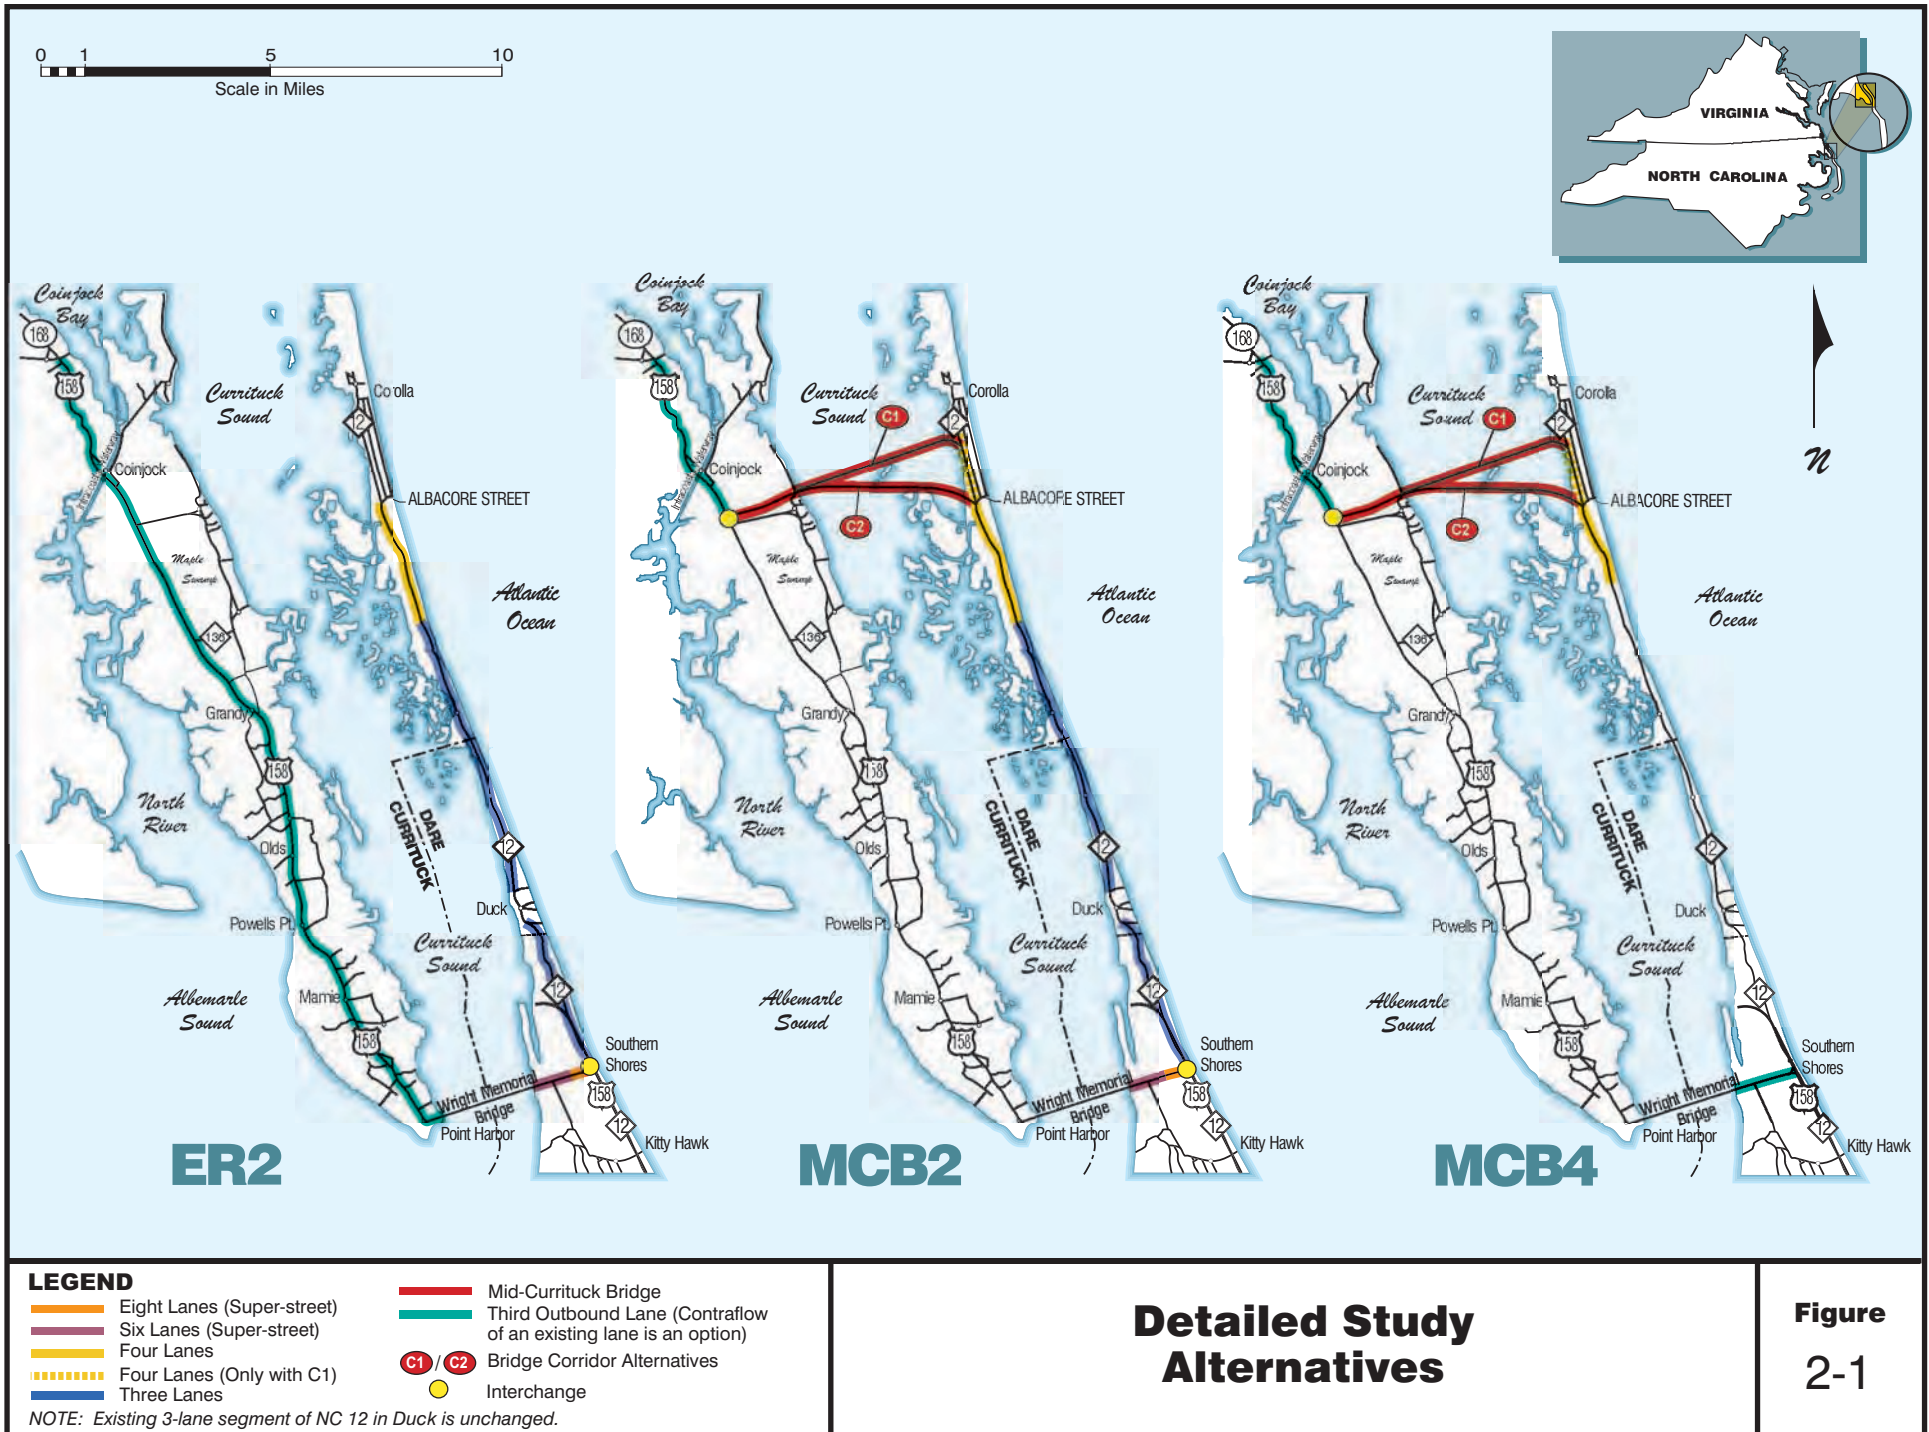 0 1 5 10
Scale in Miles
VIRGINIA
NORTH CAROLINA
N
Coinjock
Bay
168
158
Currituck
Sound
Corolla
12
Coinjock
ALBACORE STREET
Maple
Swamp
Atlantic
Ocean
136
Grandy
158
North
River
DARE
CURRITUCK
Olds
12
Duck
Powells Pt.
Currituck
Sound
12
Albemarle
Sound
Mamie
158
Southern
Shores
Wright Memorial
Bridge
158
Point Harbor
12
Kitty Hawk
ER2
Coinjock
Bay
168
158
Currituck
Sound
C1
Corolla
12
Coinjock
ALBACORE STREET
C2
Maple
Swamp
Atlantic
Ocean
136
Grandy
158
North
River
DARE
CURRITUCK
Olds
12
Duck
Powells Pt.
Currituck
Sound
12
Albemarle
Sound
Mamie
158
Southern
Shores
Wright Memorial
Bridge
158
Point Harbor
12
Kitty Hawk
MCB2
Coinjock
Bay
168
158
Currituck
Sound
C1
Corolla
12
Coinjock
ALBACORE STREET
C2
Maple
Swamp
Atlantic
Ocean
136
Grandy
158
North
River
DARE
CURRITUCK
Olds
12
Duck
Powells Pt.
Currituck
Sound
12
Albemarle
Sound
Mamie
158
Southern
Shores
Wright Memorial
Bridge
158
Point Harbor
12
Kitty Hawk
MCB4
LEGEND
Eight Lanes (Super-street)
Six Lanes (Super-street)
Four Lanes
Four Lanes (Only with C1)
Three Lanes
Mid-Currituck Bridge
Third Outbound Lane (Contraflow
of an existing lane is an option)
C1 / C2 Bridge Corridor Alternatives
Interchange
NOTE: Existing 3-lane segment of NC 12 in Duck is unchanged.
Detailed Study
Alternatives
Figure
2-1